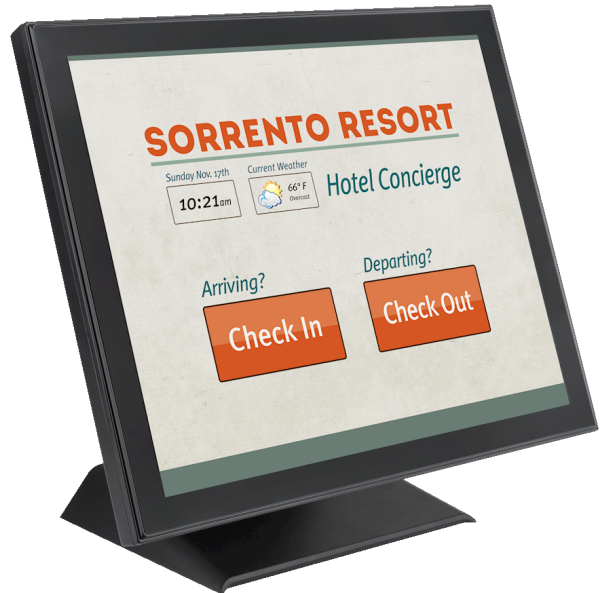 SORRENTO RESORT
Sunday Nov. 17th
10:21am
Current Weather
66° F
Overcast
Hotel Concierge
Arriving?
Check In
Departing?
Check Out